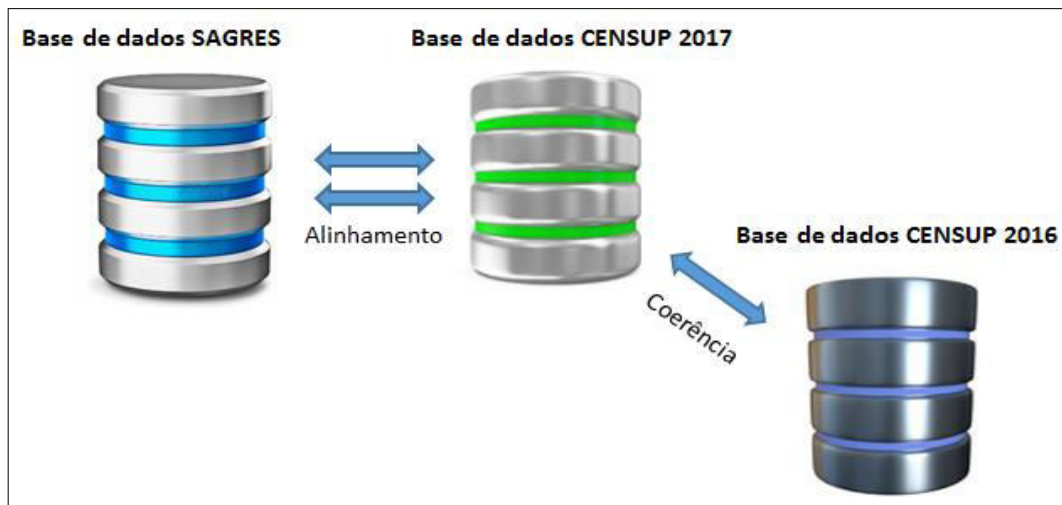 Base de dados SAGRES
Base de dados CENSUP 2017
Alinhamento
Base de dados CENSUP 2016
Coerência